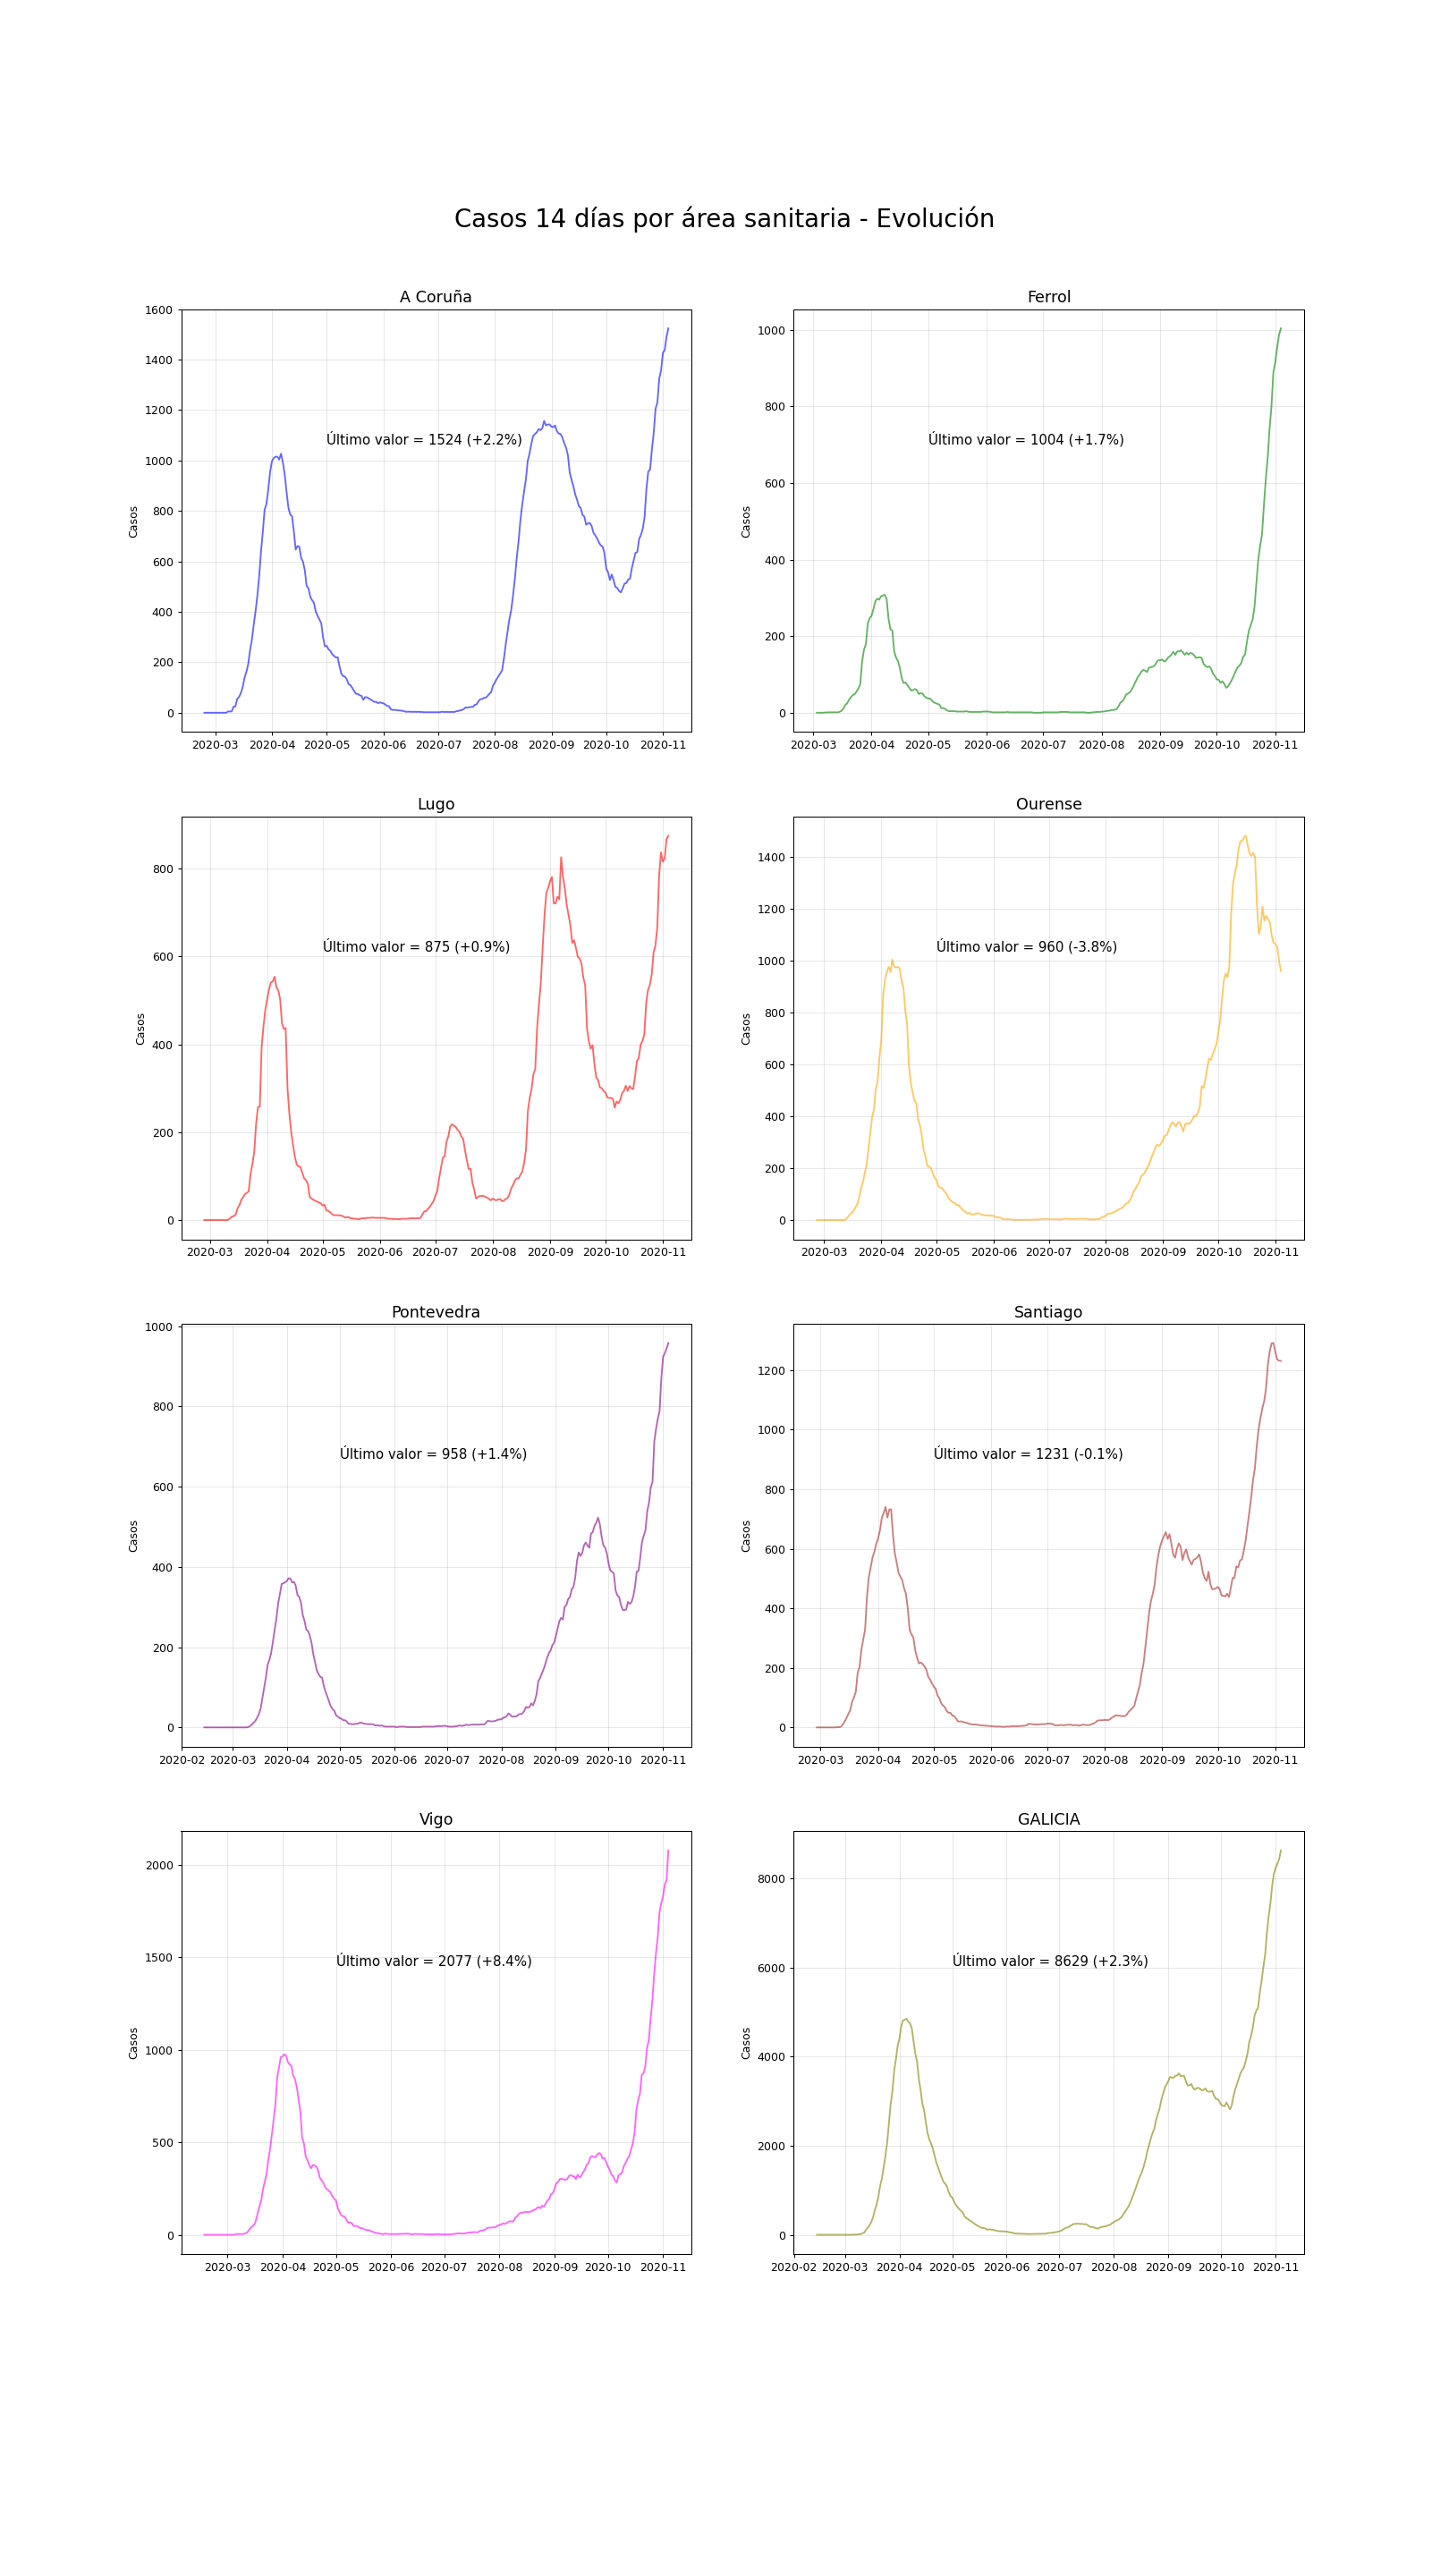 Casos 14 días por área sanitaria - Evolución
A Coruña
1600
1400
1200
1000
800
600
400
200
0
Casos
Último valor = 1524 (+2.2%)
2020-03 2020-04 2020-05 2020-06 2020-07 2020-08 2020-09 2020-10 2020-11
Ferrol
1000
800
600
400
200
0
Casos
Último valor = 1004 (+1.7%)
2020-03 2020-04 2020-05 2020-06 2020-07 2020-08 2020-09 2020-10 2020-11
Lugo
800
600
400
200
0
Casos
Último valor = 875 (+0.9%)
2020-03 2020-04 2020-05 2020-06 2020-07 2020-08 2020-09 2020-10 2020-11
Ourense
1400
1200
1000
800
600
400
200
0
Casos
Último valor = 960 (-3.8%)
2020-03 2020-04 2020-05 2020-06 2020-07 2020-08 2020-09 2020-10 2020-11
Pontevedra
1000
800
600
400
200
0
Casos
Último valor = 958 (+1.4%)
2020-02 2020-03 2020-04 2020-05 2020-06 2020-07 2020-08 2020-09 2020-10 2020-11
Santiago
1200
1000
800
600
400
200
0
Casos
Último valor = 1231 (-0.1%)
2020-03 2020-04 2020-05 2020-06 2020-07 2020-08 2020-09 2020-10 2020-11
Vigo
2000
1500
1000
500
0
Casos
Último valor = 2077 (+8.4%)
2020-03 2020-04 2020-05 2020-06 2020-07 2020-08 2020-09 2020-10 2020-11
GALICIA
8000
6000
4000
2000
0
Casos
Último valor = 8629 (+2.3%)
2020-02 2020-03 2020-04 2020-05 2020-06 2020-07 2020-08 2020-09 2020-10 2020-11